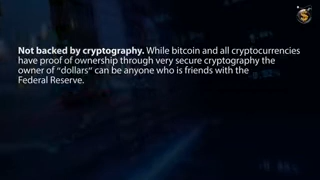 Not backed by cryptography. While bitcoin and all cryptocurrencies
have proof of ownership through very secure cryptography the
owner of "dollars" can be anyone who is friends with the
Federal Reserve.